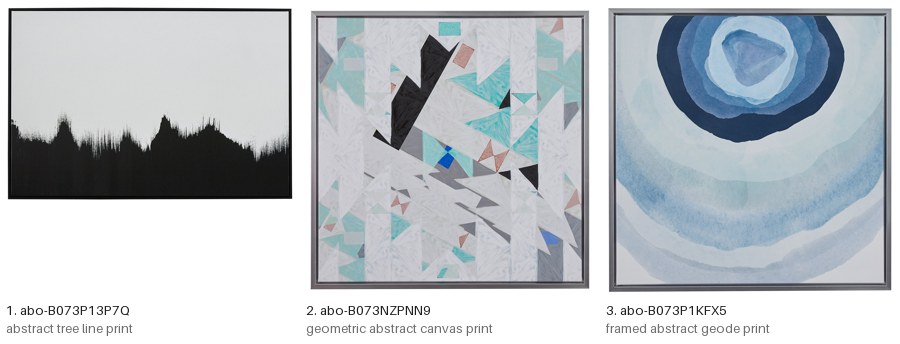 1. abo-B073P13P7Q
abstract tree line print
2. abo-B073NZPNN9
geometric abstract canvas print
3. abo-B073P1KFX5
framed abstract geode print